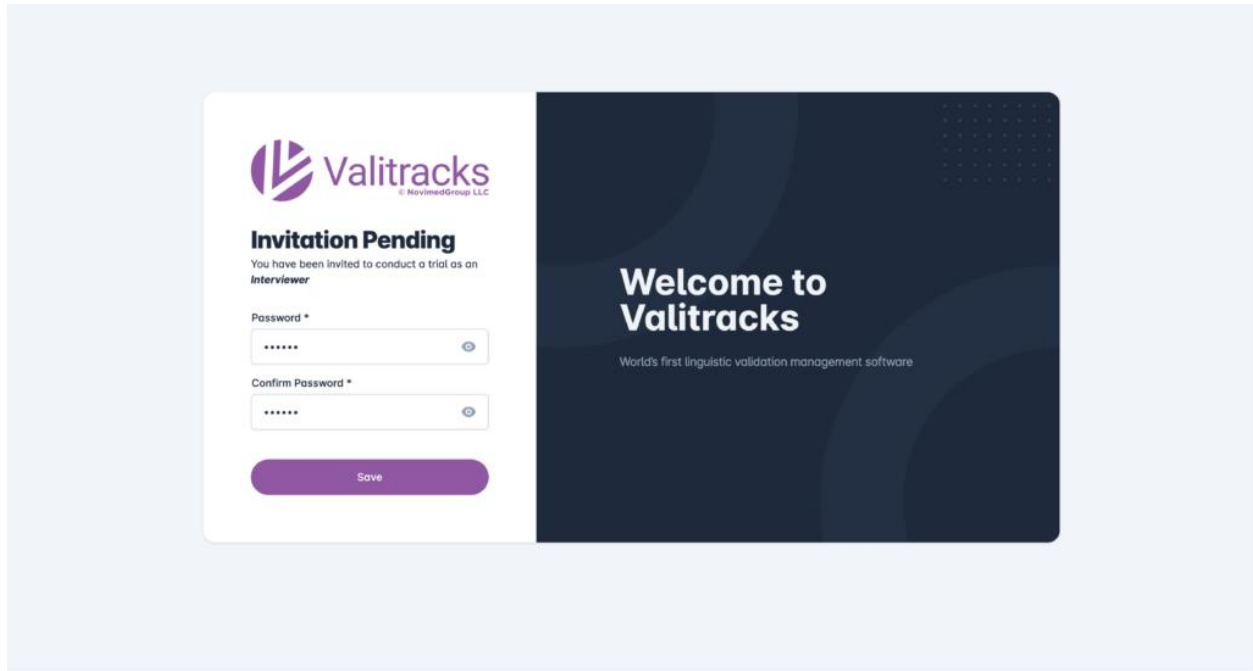 Valitracks
© NovimedGroup LLC
Invitation Pending
You have been invited to conduct a trial as an
Interviewer
Password *
••••••
Confirm Password *
••••••
Save
Welcome to
Valitracks
World's first linguistic validation management software